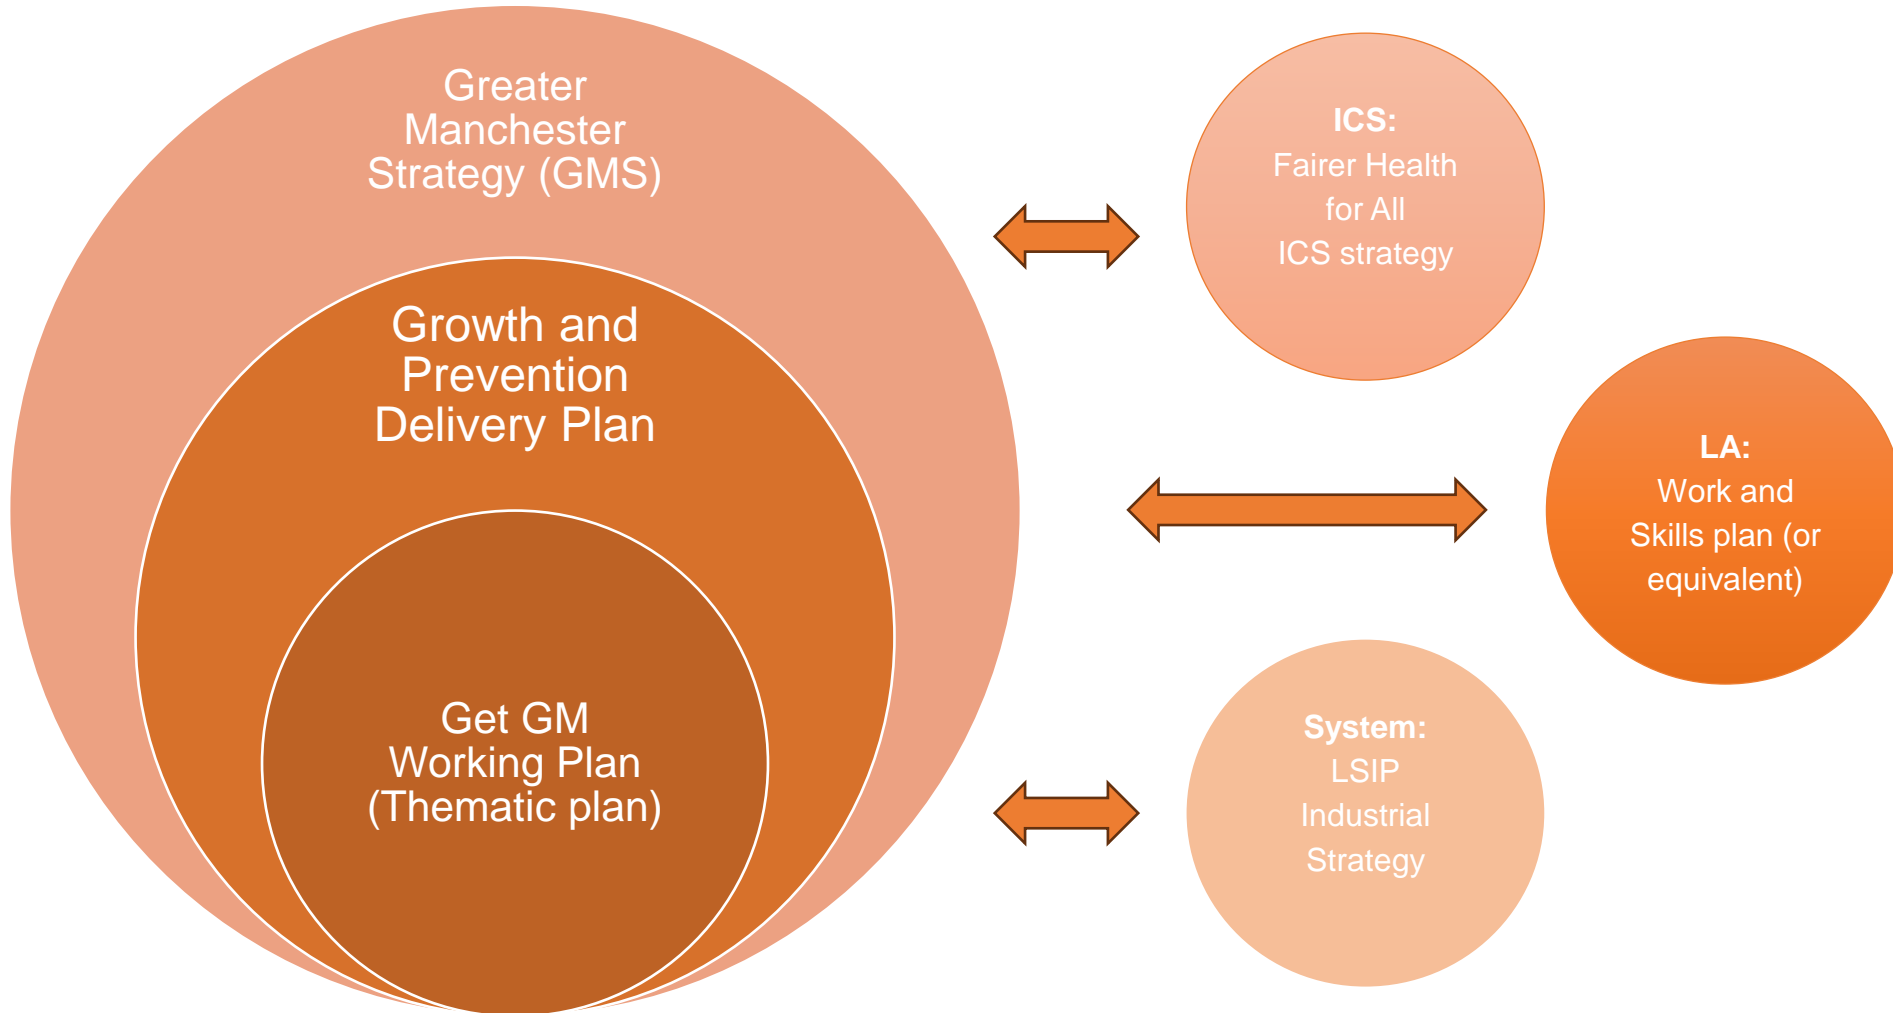 Greater
Manchester
Strategy (GMS)
Growth and
Prevention
Delivery Plan
Get GM
Working Plan
(Thematic plan)
ICS:
Fairer Health
for All
ICS strategy
LA:
Work and
Skills plan (or
equivalent)
System:
LSIP
Industrial
Strategy